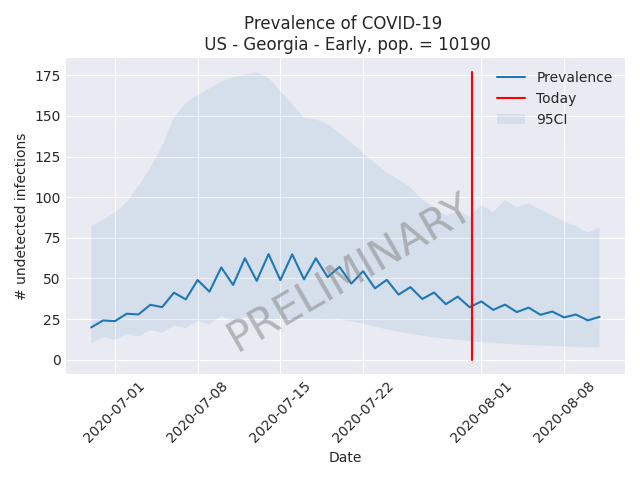 Prevalence of COVID-19
US - Georgia - Early, pop. = 10190
Prevalence
Today
95CI
PRELIMINARY
# undetected infections
175
150
125
100
75
50
25
0
2020-07-01
2020-07-08
2020-07-15
2020-07-22
2020-08-01
2020-08-08
Date